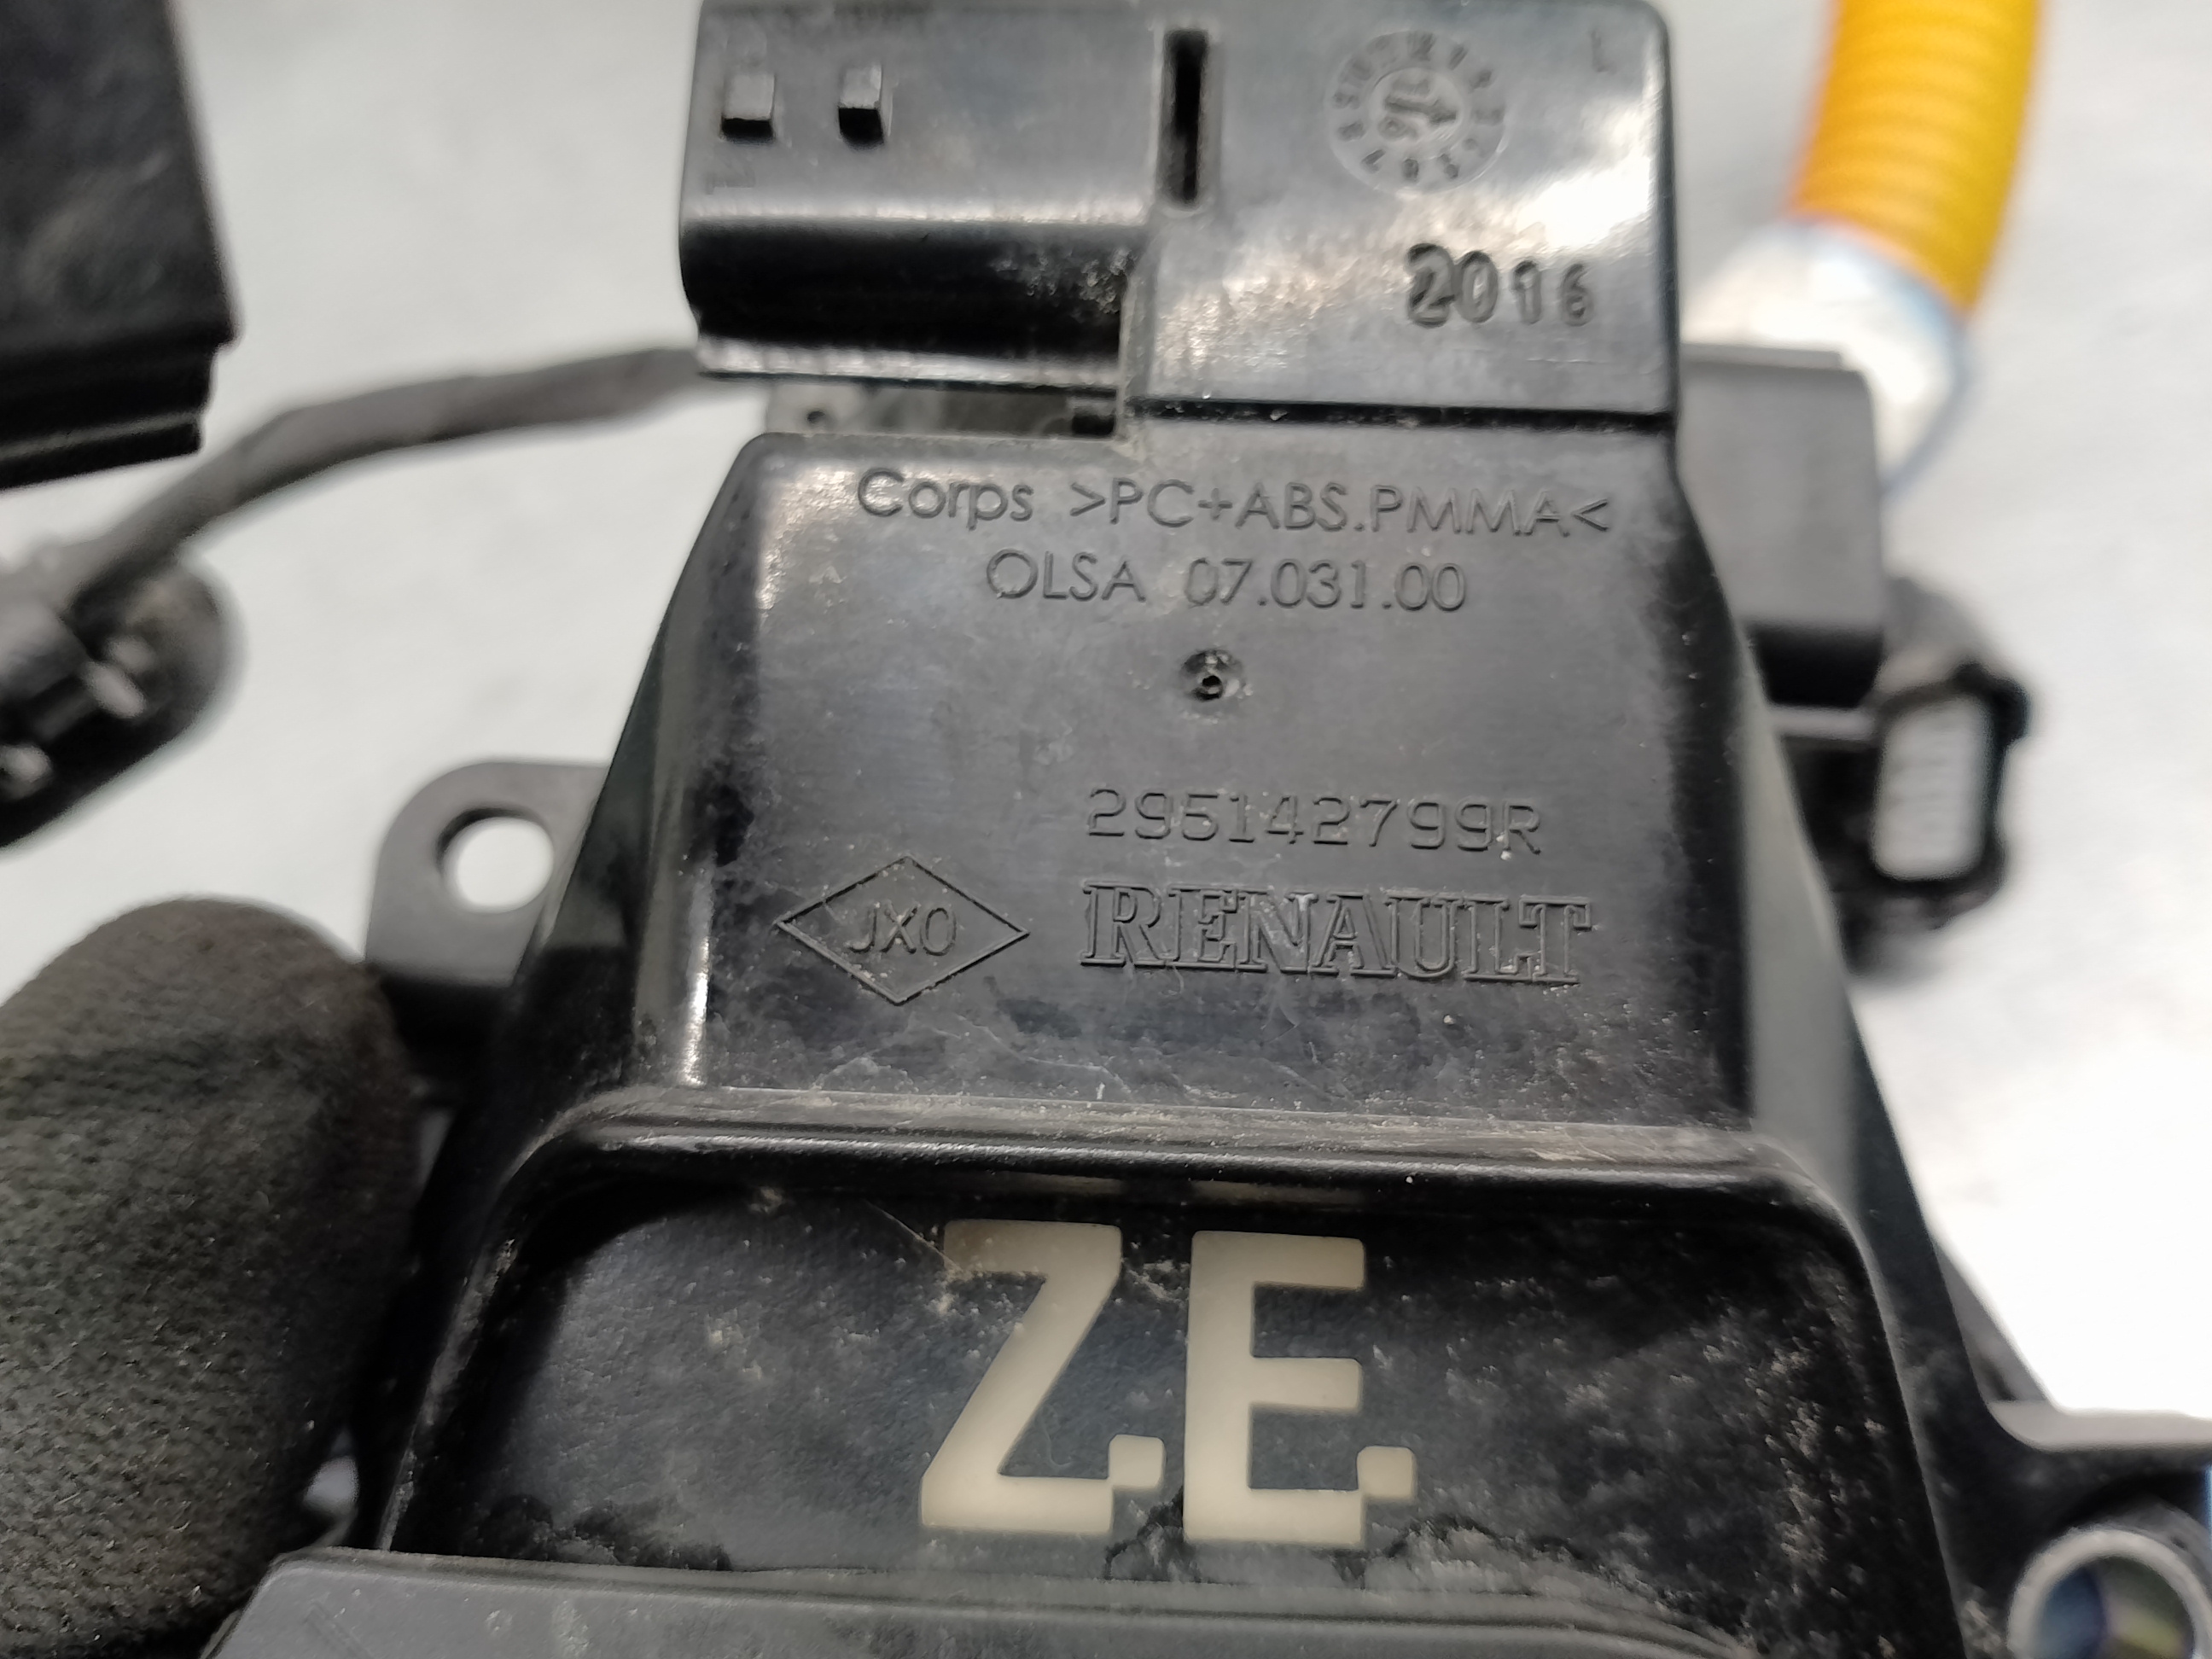 2016
Corps >PC+ABS.PMMA<
OLSA 07.031.00
295142799R
JXO RENAULT
Z.E.